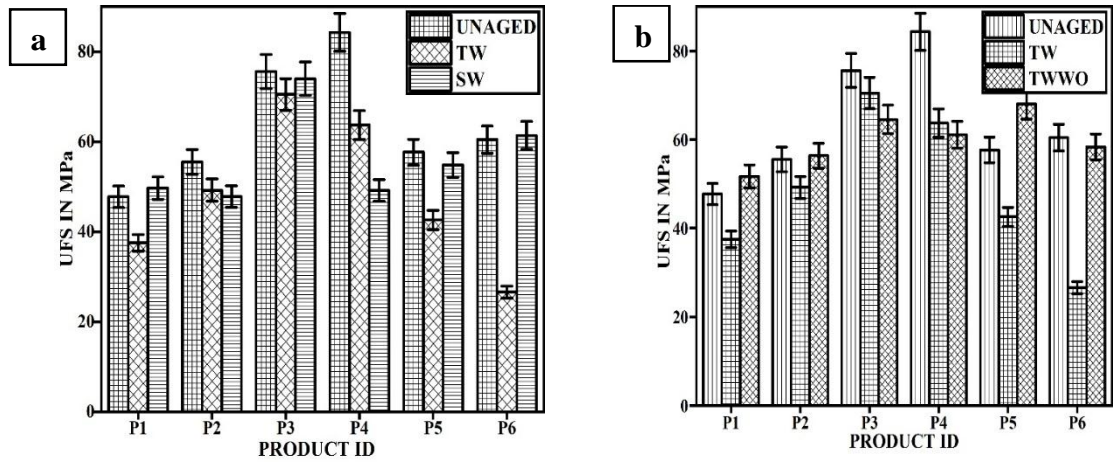 a
UNAGED
TW
SW
80
60
40
20
0
UFS IN MPa
P1 P2 P3 P4 P5 P6
PRODUCT ID
b
UNAGED
TW
TWWO
80
60
40
20
0
UFS IN MPa
P1 P2 P3 P4 P5 P6
PRODUCT ID